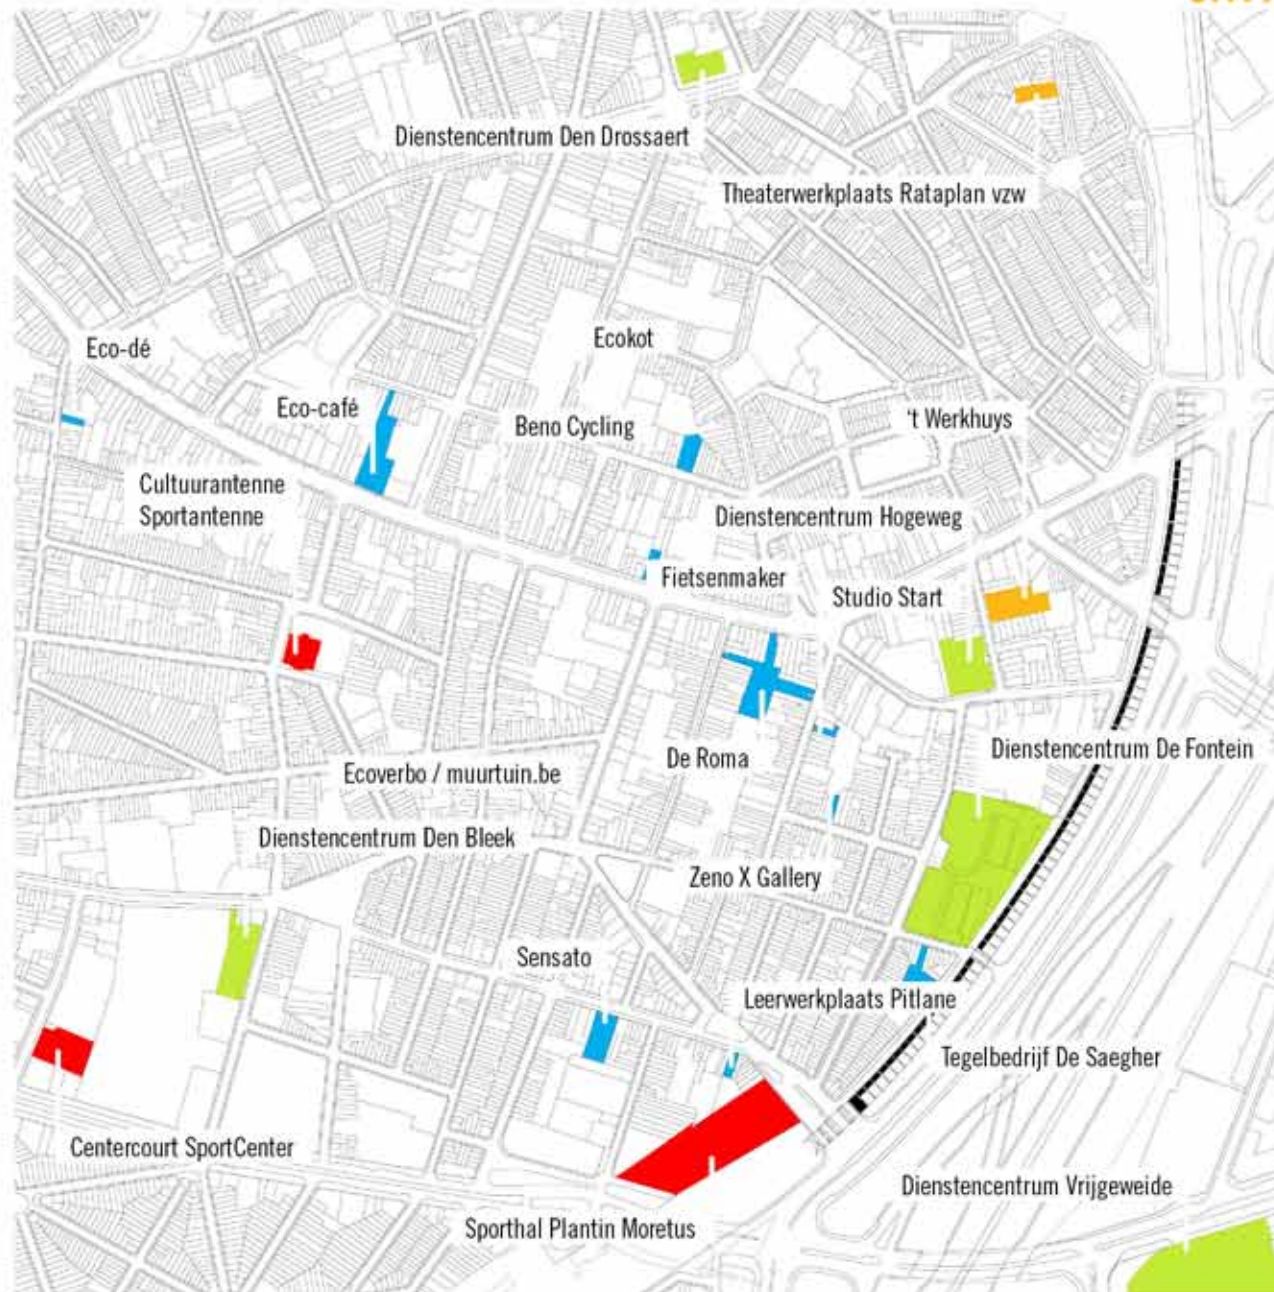 Dienstencentrum Den Drossaert
Theaterwerkplaats Rataplan vzw
Ecokot
Eco-dé
Eco-café
Beno Cycling
't Werkhuys
Cultuurantenne
Sportantenne
Dienstencentrum Hogeweg
Fietsenmaker
Studio Start
Dienstencentrum De Fontein
De Roma
Ecoverbo / muurtuin.be
Dienstencentrum Den Bleek
Zeno X Gallery
Sensato
Leerwerkplaats Pitlane
Tegelbedrijf De Saegher
Centercourt SportCenter
Dienstencentrum Vrijgeweide
Sporthal Plantin Moretus